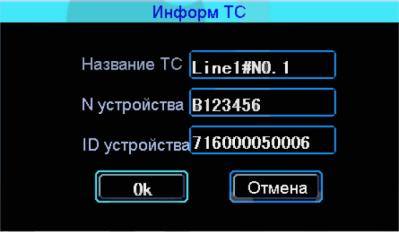 Информ ТС
Название ТС Line1#NO.1
N устройства B123456
ID устройства 716000050006
Ok Отмена